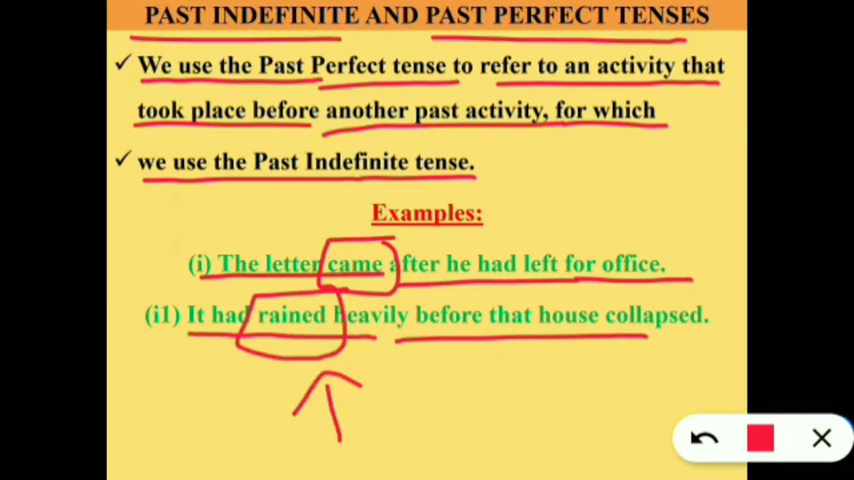 PAST INDEFINITE AND PAST PERFECT TENSES
✓ We use the Past Perfect tense to refer to an activity that
took place before another past activity, for which
✓ we use the Past Indefinite tense.
Examples:
(i) The letter came after he had left for office.
(i1) It had rained heavily before that house collapsed.